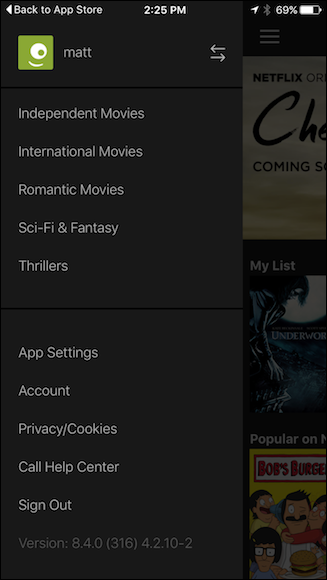 Back to App Store 2:25 PM 69%
matt
NETFLIX ORI
Che
COMING SO
Independent Movies
International Movies
Romantic Movies
Sci-Fi & Fantasy
Thrillers
My List
UNDERWOR
App Settings
Account
Privacy/Cookies
Call Help Center
Sign Out
Version: 8.4.0 (316) 4.2.10-2
Popular on N
BOB'S BURGE